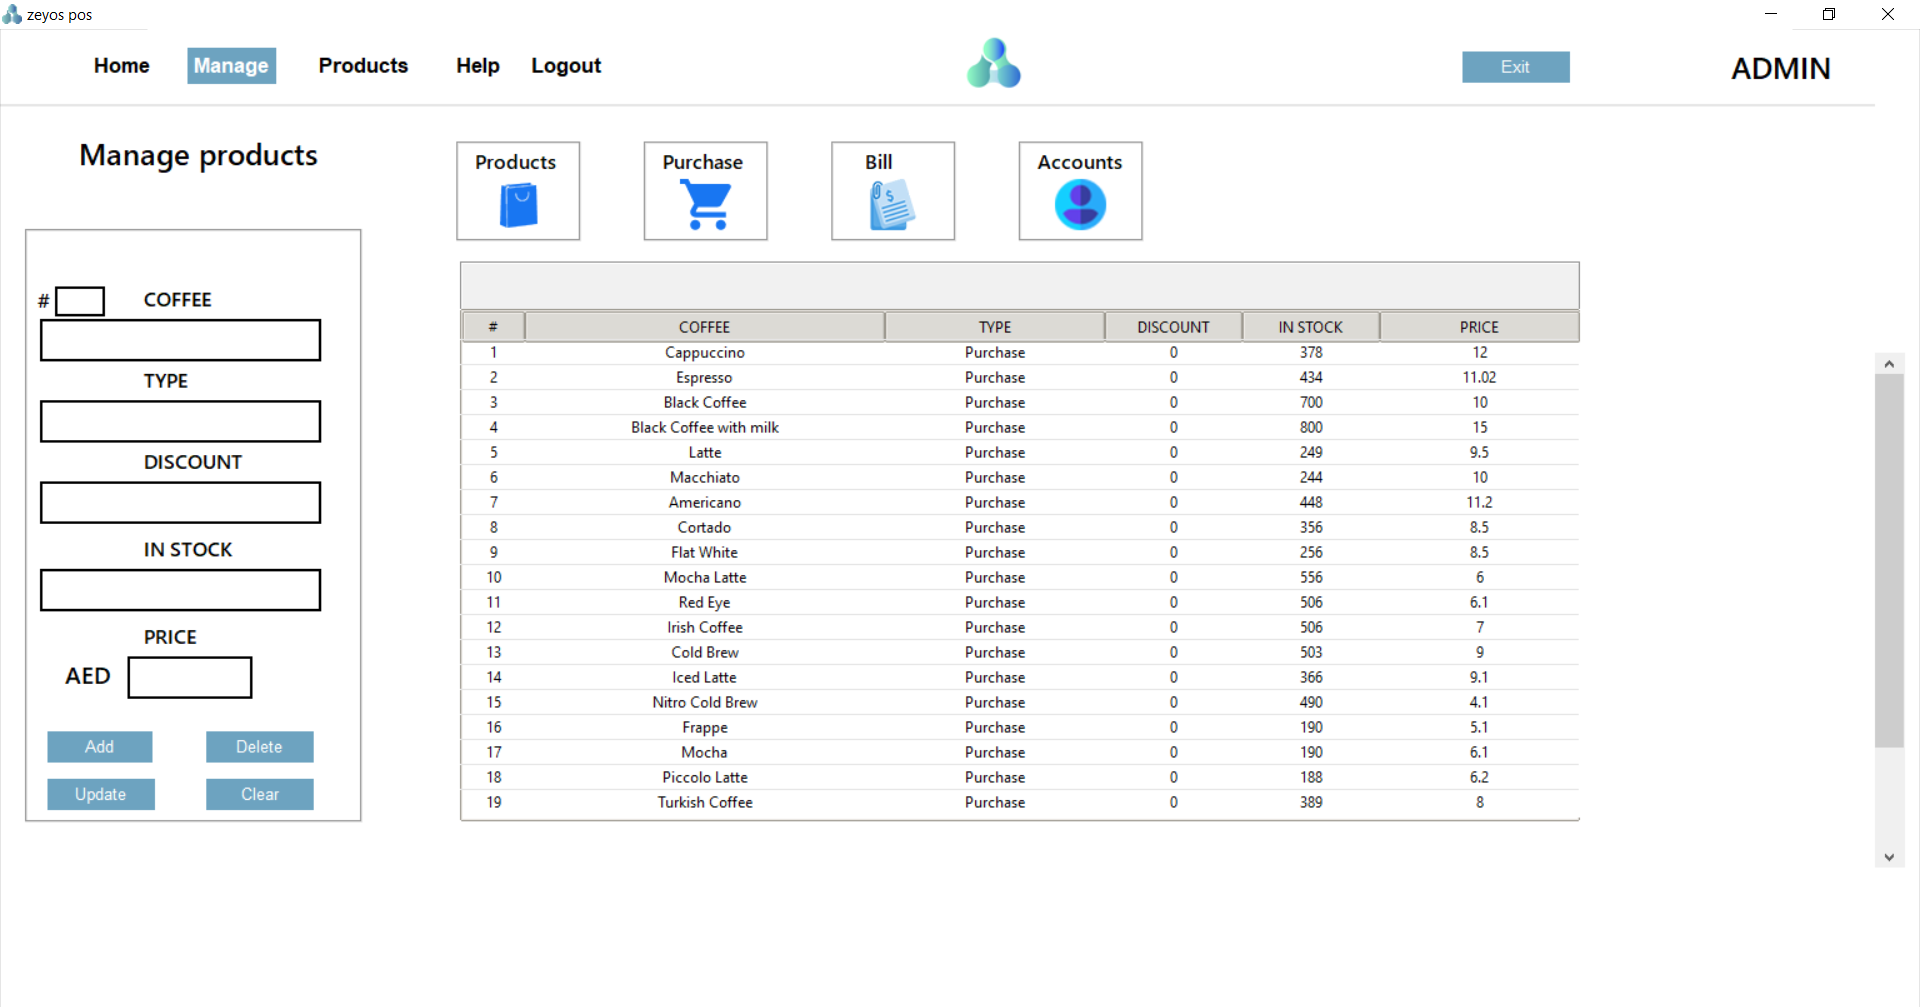 zeyos pos
Home Manage Products Help Logout Exit ADMIN
Manage products
Products Purchase Bill Accounts
$
# COFFEE
TYPE
DISCOUNT
IN STOCK
PRICE
AED
Add Delete
Update Clear
# COFFEE TYPE DISCOUNT IN STOCK PRICE
1 Cappuccino Purchase 0 378 12
2 Espresso Purchase 0 434 11.02
3 Black Coffee Purchase 0 700 10
4 Black Coffee with milk Purchase 0 800 15
5 Latte Purchase 0 249 9.5
6 Macchiato Purchase 0 244 10
7 Americano Purchase 0 448 11.2
8 Cortado Purchase 0 356 8.5
9 Flat White Purchase 0 256 8.5
10 Mocha Latte Purchase 0 556 6
11 Red Eye Purchase 0 506 6.1
12 Irish Coffee Purchase 0 506 7
13 Cold Brew Purchase 0 503 9
14 Iced Latte Purchase 0 366 9.1
15 Nitro Cold Brew Purchase 0 490 4.1
16 Frappe Purchase 0 190 5.1
17 Mocha Purchase 0 190 6.1
18 Piccolo Latte Purchase 0 188 6.2
19 Turkish Coffee Purchase 0 389 8